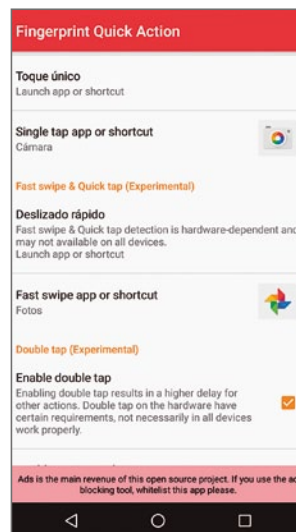 Fingerprint Quick Action
Toque único
Launch app or shortcut
Single tap app or shortcut
Cámara
Fast swipe & Quick tap (Experimental)
Deslizado rápido
Fast swipe & Quick tap detection is hardware-dependent and
may not available on all devices.
Launch app or shortcut
Fast swipe app or shortcut
Fotos
Double tap (Experimental)
Enable double tap
Enabling double tap results in a higher delay for
other actions. Double tap on the hardware have
certain requirements, not necessarily in all devices
work properly.
Ads is the main revenue of this open source project. If you use the ad
blocking tool, whitelist this app please.